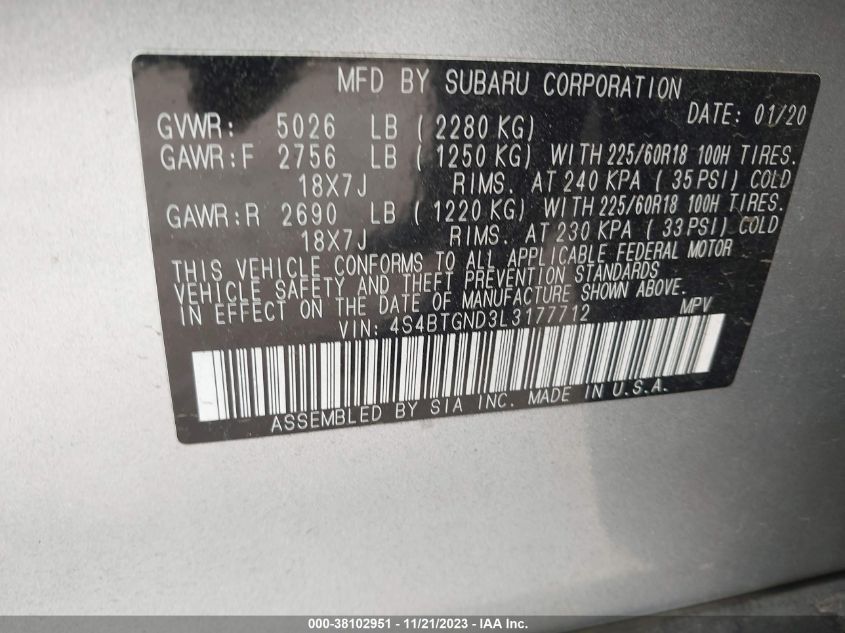 MFD BY SUBARU CORPORATION
DATE: 01/20
GVWR: 5026 LB ( 2280 KG)
GAWR:F 2756 LB ( 1250 KG) WITH 225/60R18 100H TIRES.
18X7J RIMS. AT 240 KPA ( 35 PSI) COLD
GAWR:R 2690 LB ( 1220 KG) WITH 225/60R18 100H TIRES.
18X7J RIMS. AT 230 KPA ( 33 PSI) COLD
THIS VEHICLE CONFORMS TO ALL APPLICABLE FEDERAL MOTOR
VEHICLE SAFETY AND THEFT PREVENTION STANDARDS
IN EFFECT ON THE DATE OF MANUFACTURE SHOWN ABOVE.
VIN: 4S4BTGND3L3177712 MPV
ASSEMBLED BY SIA INC. MADE IN U.S.A.
000-38102951 - 11/21/2023 - IAA Inc.